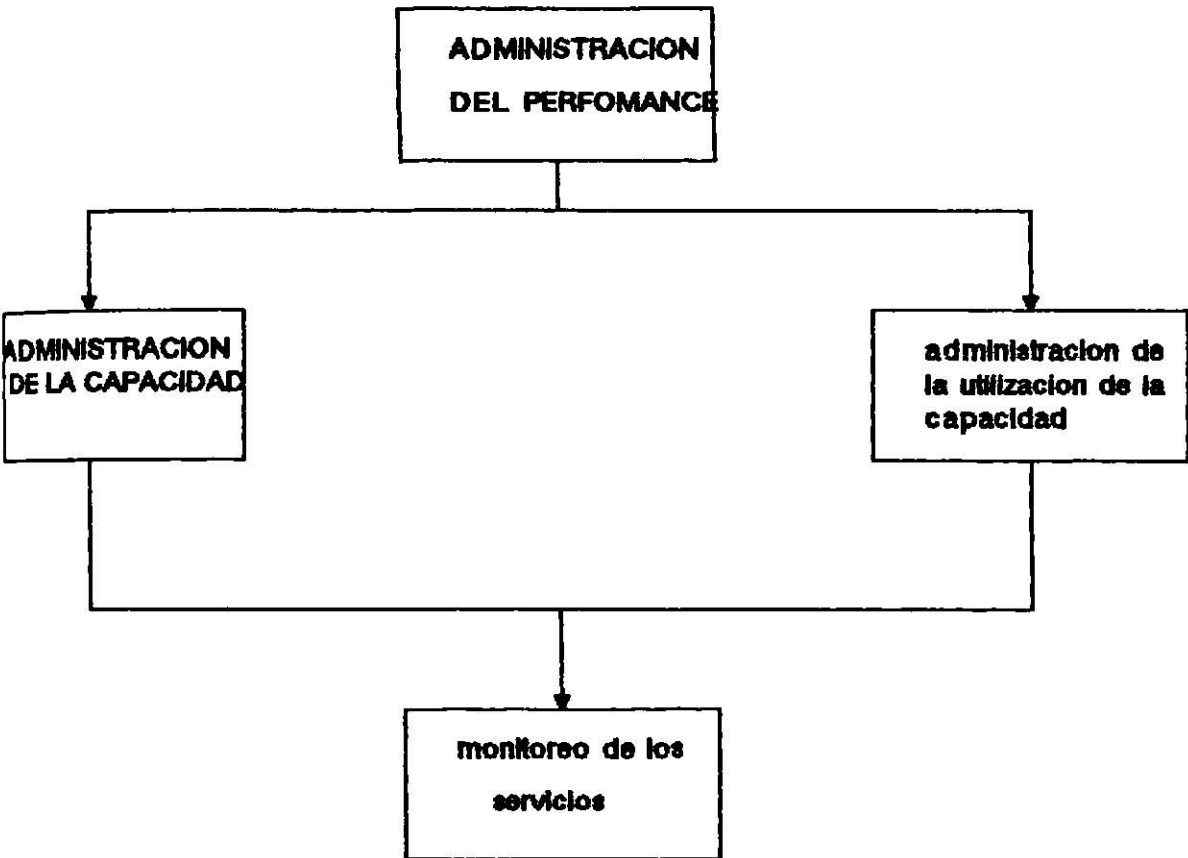 ADMINISTRACION
DEL PERFOMANCE
ADMINISTRACION
DE LA CAPACIDAD
administracion de
la utilizacion de la
capacidad
monitoreo de los
servicios